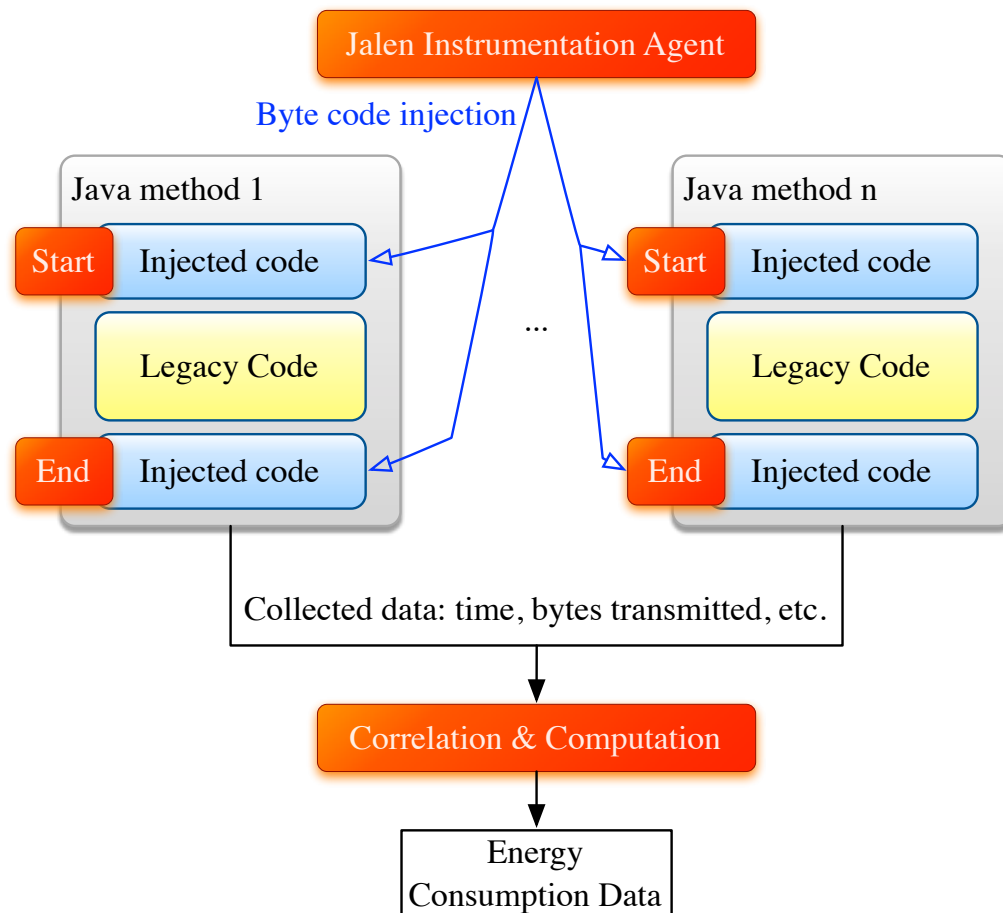 Jalen Instrumentation Agent
Byte code injection
Java method 1
Start
Injected code
Legacy Code
End
Injected code
...
Java method n
Start
Injected code
Legacy Code
End
Injected code
Collected data: time, bytes transmitted, etc.
Correlation & Computation
Energy
Consumption Data